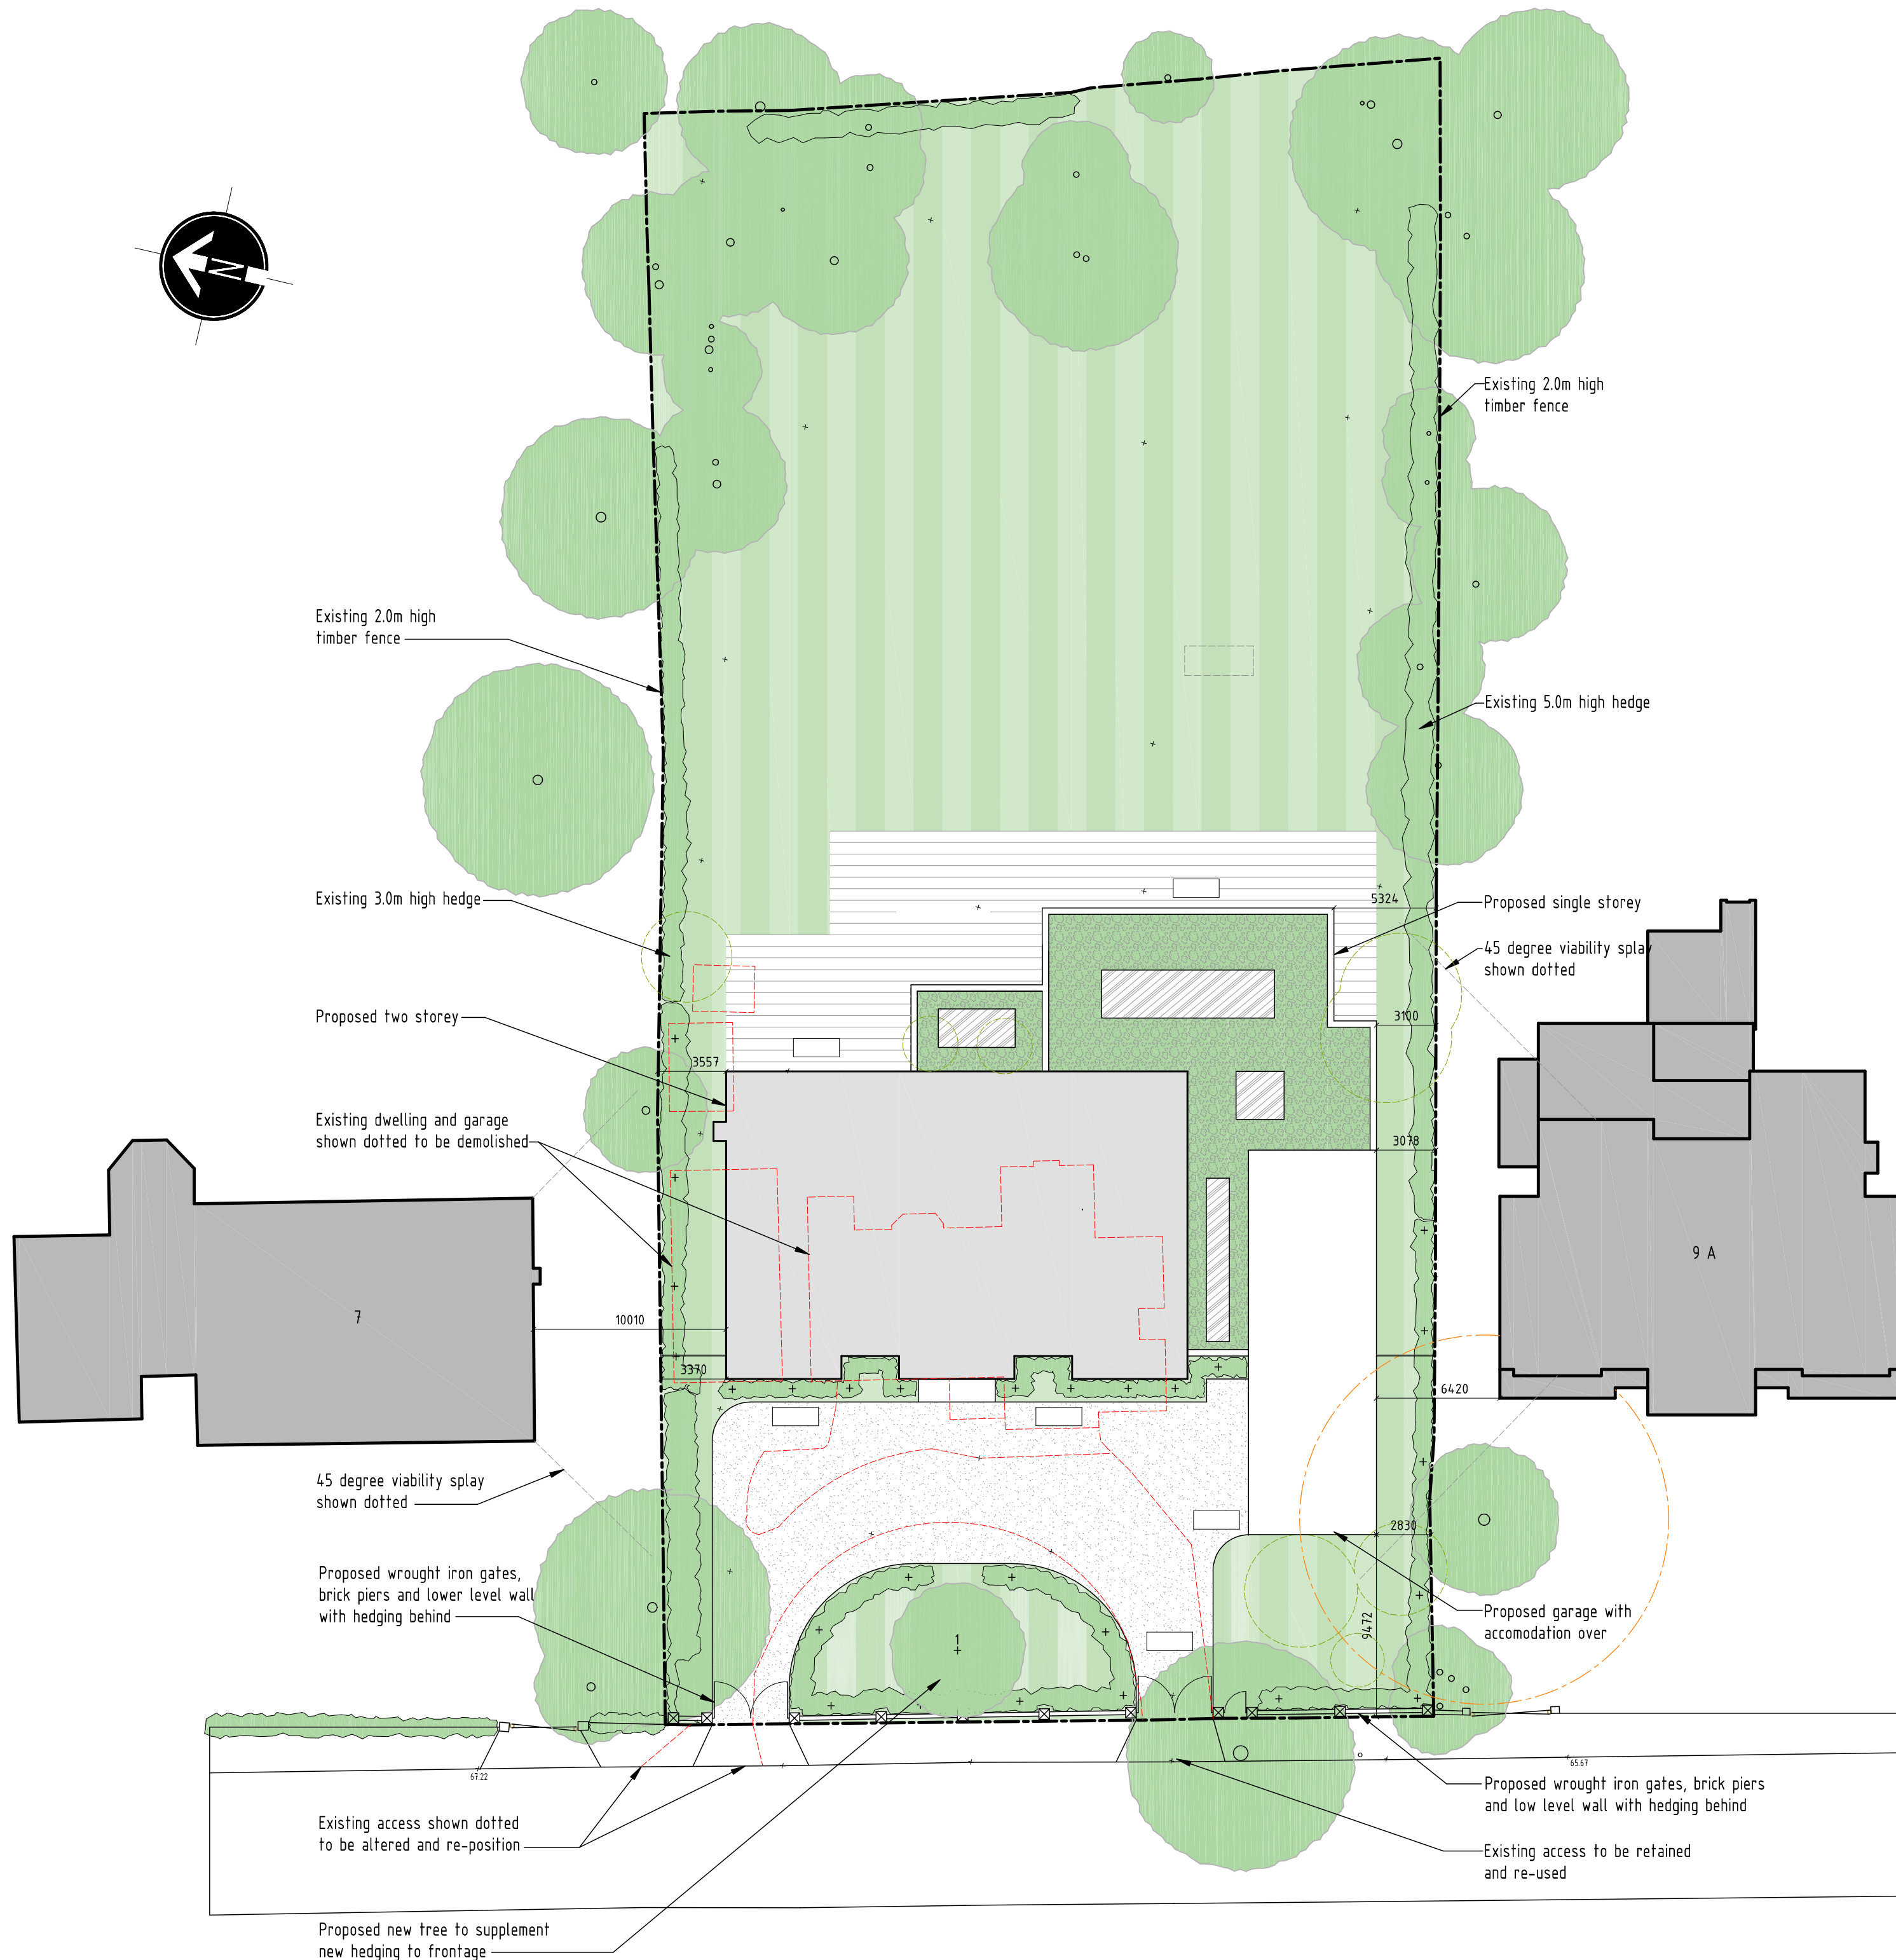 N
Existing 2.0m high
timber fence
Existing 2.0m high
timber fence
Existing 5.0m high hedge
Existing 3.0m high hedge
5324
Proposed single storey
45 degree viability splay
shown dotted
Proposed two storey
3100
3557
Existing dwelling and garage
shown dotted to be demolished
3078
9 A
7
10010
3370
6420
45 degree viability splay
shown dotted
2830
Proposed wrought iron gates,
brick piers and lower level wall
with hedging behind
9472
Proposed garage with
accomodation over
1
67.22
65.67
Proposed wrought iron gates, brick piers
and low level wall with hedging behind
Existing access shown dotted
to be altered and re-position
Existing access to be retained
and re-used
Proposed new tree to supplement
new hedging to frontage